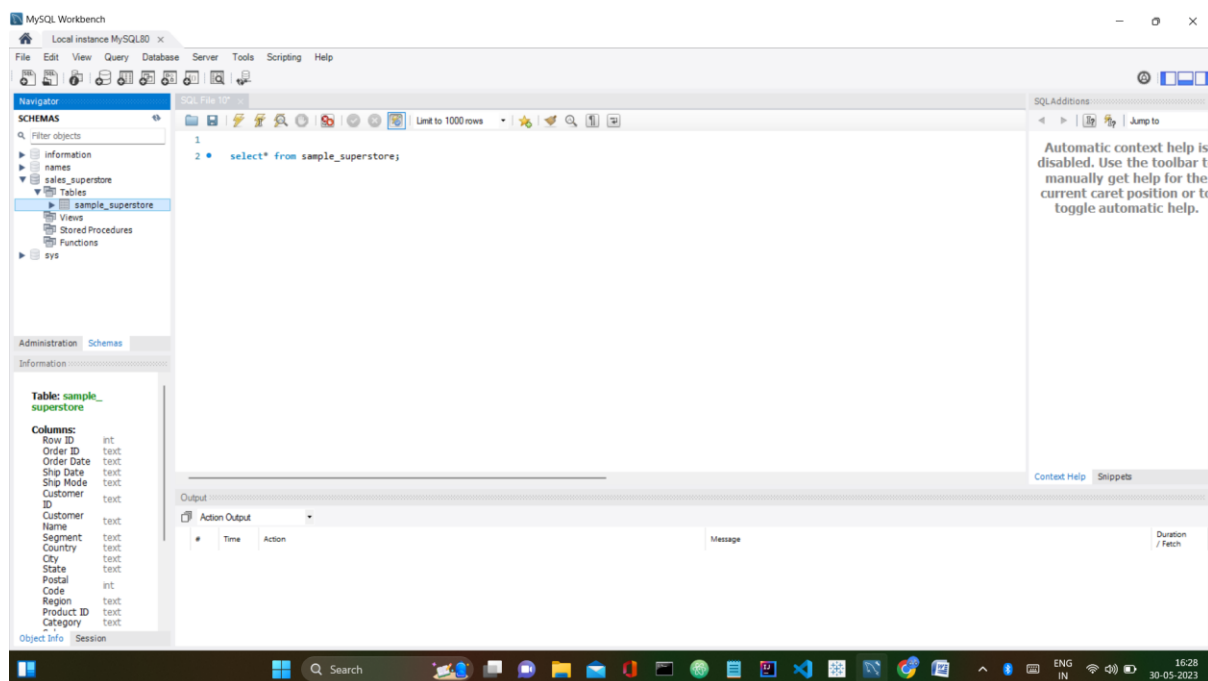 MySQL Workbench
Local instance MySQL80 ×
File Edit View Query Database Server Tools Scripting Help
Navigator
SCHEMAS
Filter objects
information
names
sales_superstore
Tables
sample_superstore
Views
Stored Procedures
Functions
sys
Administration Schemas
Information
Table: sample_
superstore
Columns:
Row ID int
Order ID text
Order Date text
Ship Date text
Ship Mode text
Customer
ID text
Customer
Name text
Segment text
Country text
City text
State text
Postal
Code int
Region text
Product ID text
Category text
Object Info Session
SQL File 10* ×
Limit to 1000 rows
1
2 select* from sample_superstore;
Output
Action Output
# Time Action Message Duration
/ Fetch
SQLAdditions
Jump to
Automatic context help is
disabled. Use the toolbar t
manually get help for the
current caret position or to
toggle automatic help.
Context Help Snippets
Search
ENG
IN
16:28
30-05-2023